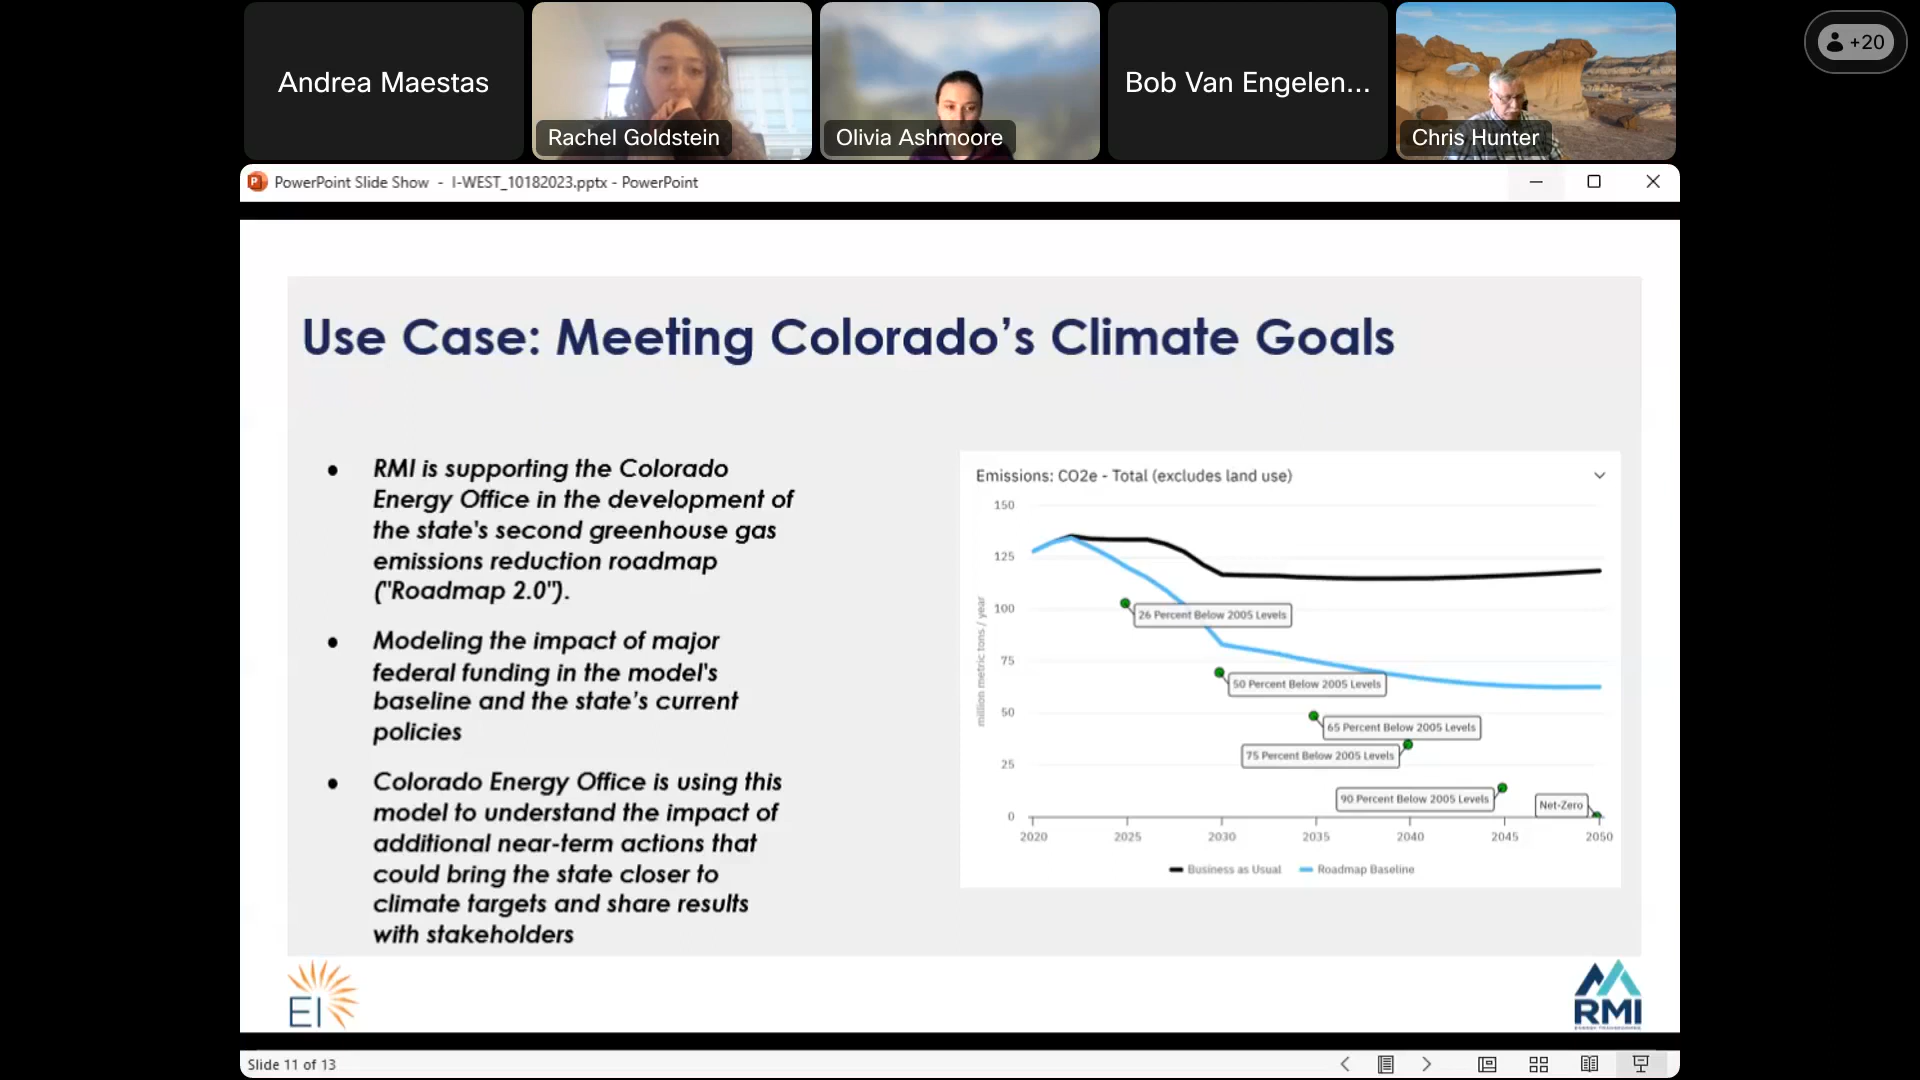 Andrea Maestas
Rachel Goldstein
Olivia Ashmoore
Bob Van Engelen...
Chris Hunter
+20
PowerPoint Slide Show - I-WEST_10182023.pptx - PowerPoint
Use Case: Meeting Colorado's Climate Goals
• RMI is supporting the Colorado
Energy Office in the development of
the state's second greenhouse gas
emissions reduction roadmap
("Roadmap 2.0").
• Modeling the impact of major
federal funding in the model's
baseline and the state's current
policies
• Colorado Energy Office is using this
model to understand the impact of
additional near-term actions that
could bring the state closer to
climate targets and share results
with stakeholders
Emissions: CO2e - Total (excludes land use)
million metric tons / year
150
125
100
75
50
25
0
26 Percent Below 2005 Levels
50 Percent Below 2005 Levels
65 Percent Below 2005 Levels
75 Percent Below 2005 Levels
90 Percent Below 2005 Levels
Net-Zero
2020 2025 2030 2035 2040 2045 2050
Business as Usual Roadmap Baseline
EI
RMI
Slide 11 of 13